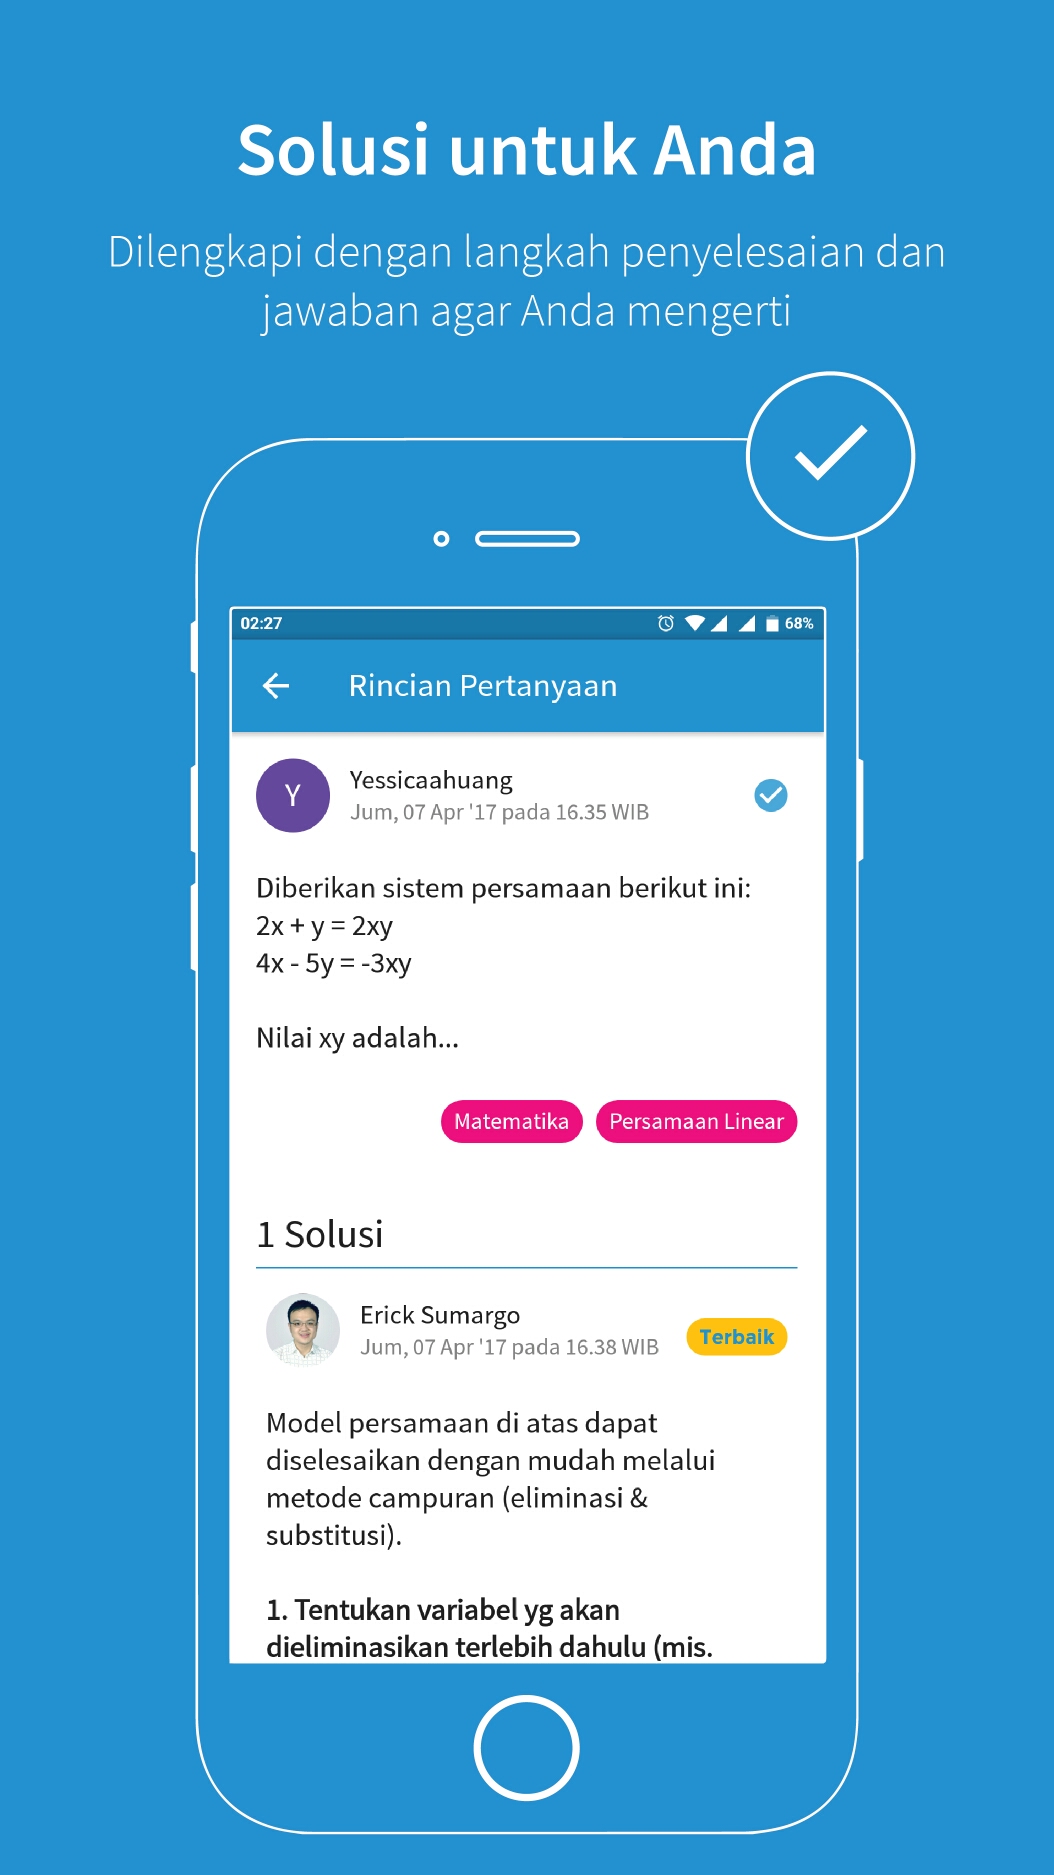 Solusi untuk Anda
Dilengkapi dengan langkah penyelesaian dan
jawaban agar Anda mengerti
02:27
68%
Rincian Pertanyaan
Y
Yessicaahuang
Jum, 07 Apr '17 pada 16.35 WIB
Diberikan sistem persamaan berikut ini:
2x + y = 2xy
4x - 5y = -3xy
Nilai xy adalah...
Matematika
Persamaan Linear
1 Solusi
Erick Sumargo
Jum, 07 Apr '17 pada 16.38 WIB
Terbaik
Model persamaan di atas dapat
diselesaikan dengan mudah melalui
metode campuran (eliminasi &
substitusi).
1. Tentukan variabel yg akan
dieliminasikan terlebih dahulu (mis.